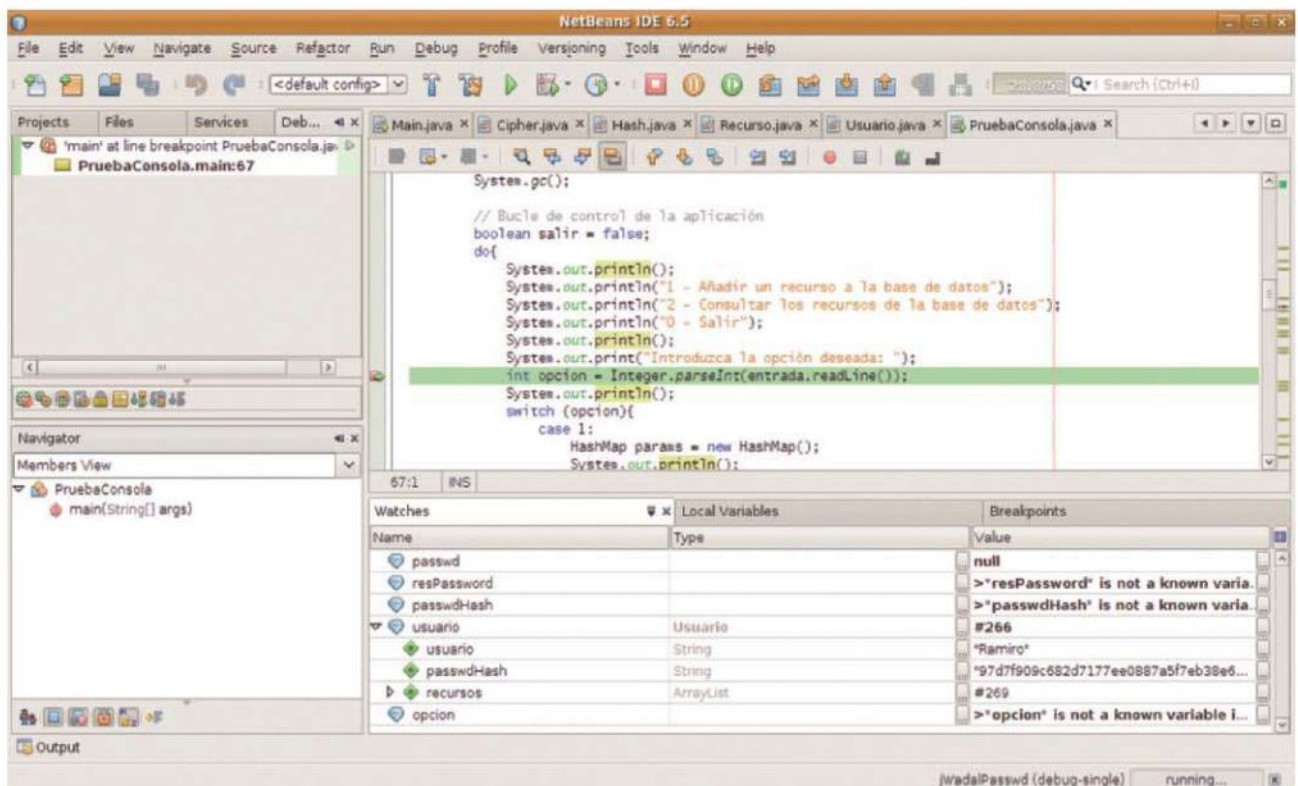 NetBeans IDE 6.5
File Edit View Navigate Source Refactor Run Debug Profile Versioning Tools Window Help
<default config> Search (Ctrl+I)
Projects Files Services Deb...
Main.java Cipher.java Hash.java Recurso.java Usuario.java PruebaConsola.java
'main' at line breakpoint PruebaConsola.jav
PruebaConsola.main:67
System.gc();
// Bucle de control de la aplicación
boolean salir = false;
do{
System.out.println();
System.out.println("1 - Añadir un recurso a la base de datos");
System.out.println("2 - Consultar los recursos de la base de datos");
System.out.println("0 - Salir");
System.out.println();
System.out.print("Introduzca la opción deseada: ");
int opcion = Integer.parseInt(entrada.readLine());
System.out.println();
switch (opcion){
case 1:
HashMap params = new HashMap();
System.out.println();
67:1 INS
Navigator
Members View
PruebaConsola
main(String[] args)
Watches Local Variables Breakpoints
Name Type Value
passwd null
resPassword >"resPassword" is not a known varia...
passwdHash >"passwdHash" is not a known varia...
usuario Usuario #266
usuario String "Ramiro"
passwdHash String "97d7f909c682d7177ee0887a5f7eb38e6...
recursos ArrayList #269
opcion >"opcion" is not a known variable i...
Output
jWadalPasswd (debug-single) running...